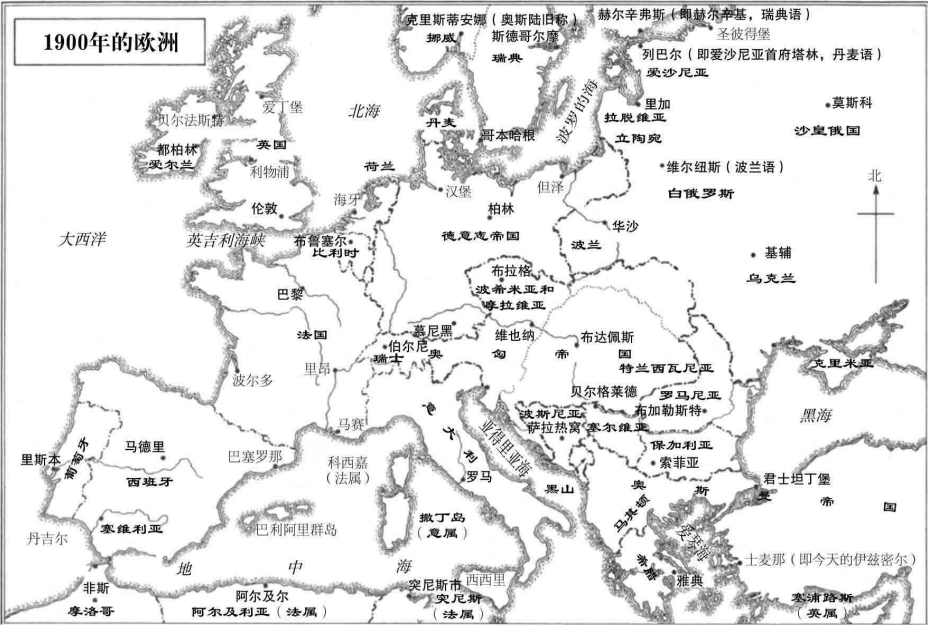 1900年的欧洲
克里斯蒂安娜（奥斯陆旧称）
挪威
斯德哥尔摩
瑞典
赫尔辛弗斯（即赫尔辛基，瑞典语）
圣彼得堡
列巴尔（即爱沙尼亚首府塔林，丹麦语）
爱沙尼亚
里加
拉脱维亚
立陶宛
莫斯科
沙皇俄国
维尔纽斯（波兰语）
白俄罗斯
北
爱丁堡
贝尔法斯特
都柏林
爱尔兰
英国
利物浦
伦敦
北海
丹麦
哥本哈根
波罗的海
荷兰
海牙
汉堡
但泽
柏林
德意志帝国
华沙
波兰
基辅
乌克兰
大西洋
英吉利海峡
布鲁塞尔
比利时
布拉格
波希米亚和
摩拉维亚
巴黎
法国
慕尼黑
伯尔尼
瑞士
维也纳
布达佩斯
奥 匈 帝 国
特兰西瓦尼亚
克里米亚
波尔多
里昂
贝尔格莱德
罗马尼亚
布加勒斯特
黑海
马赛
意大利
亚得里亚海
波斯尼亚
萨拉热窝
塞尔维亚
保加利亚
索菲亚
里斯本
葡萄牙
马德里
西班牙
巴塞罗那
科西嘉
（法属）
罗马
黑山
马其顿
君士坦丁堡
奥 斯 曼 帝 国
塞维利亚
丹吉尔
巴利阿里群岛
撒丁岛
（意属）
爱琴海
希腊
雅典
士麦那（即今天的伊兹密尔）
地 中 海
西西里
非斯
摩洛哥
阿尔及尔
阿尔及利亚（法属）
突尼斯市
突尼斯
（法属）
塞浦路斯
（英属）